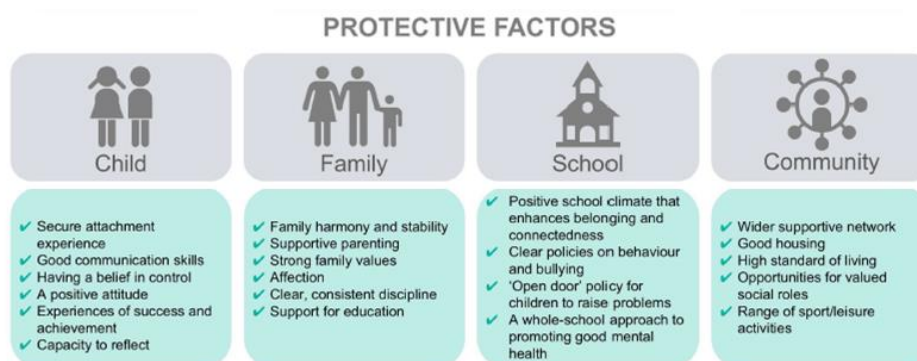 PROTECTIVE FACTORS
Child
Family
School
Community
✔ Secure attachment
experience
✔ Good communication skills
✔ Having a belief in control
✔ A positive attitude
✔ Experiences of success and
achievement
✔ Capacity to reflect
✔ Family harmony and stability
✔ Supportive parenting
✔ Strong family values
✔ Affection
✔ Clear, consistent discipline
✔ Support for education
✔ Positive school climate that
enhances belonging and
connectedness
✔ Clear policies on behaviour
and bullying
✔ ‘Open door’ policy for
children to raise problems
✔ A whole-school approach to
promoting good mental
health
✔ Wider supportive network
✔ Good housing
✔ High standard of living
✔ Opportunities for valued
social roles
✔ Range of sport/leisure
activities